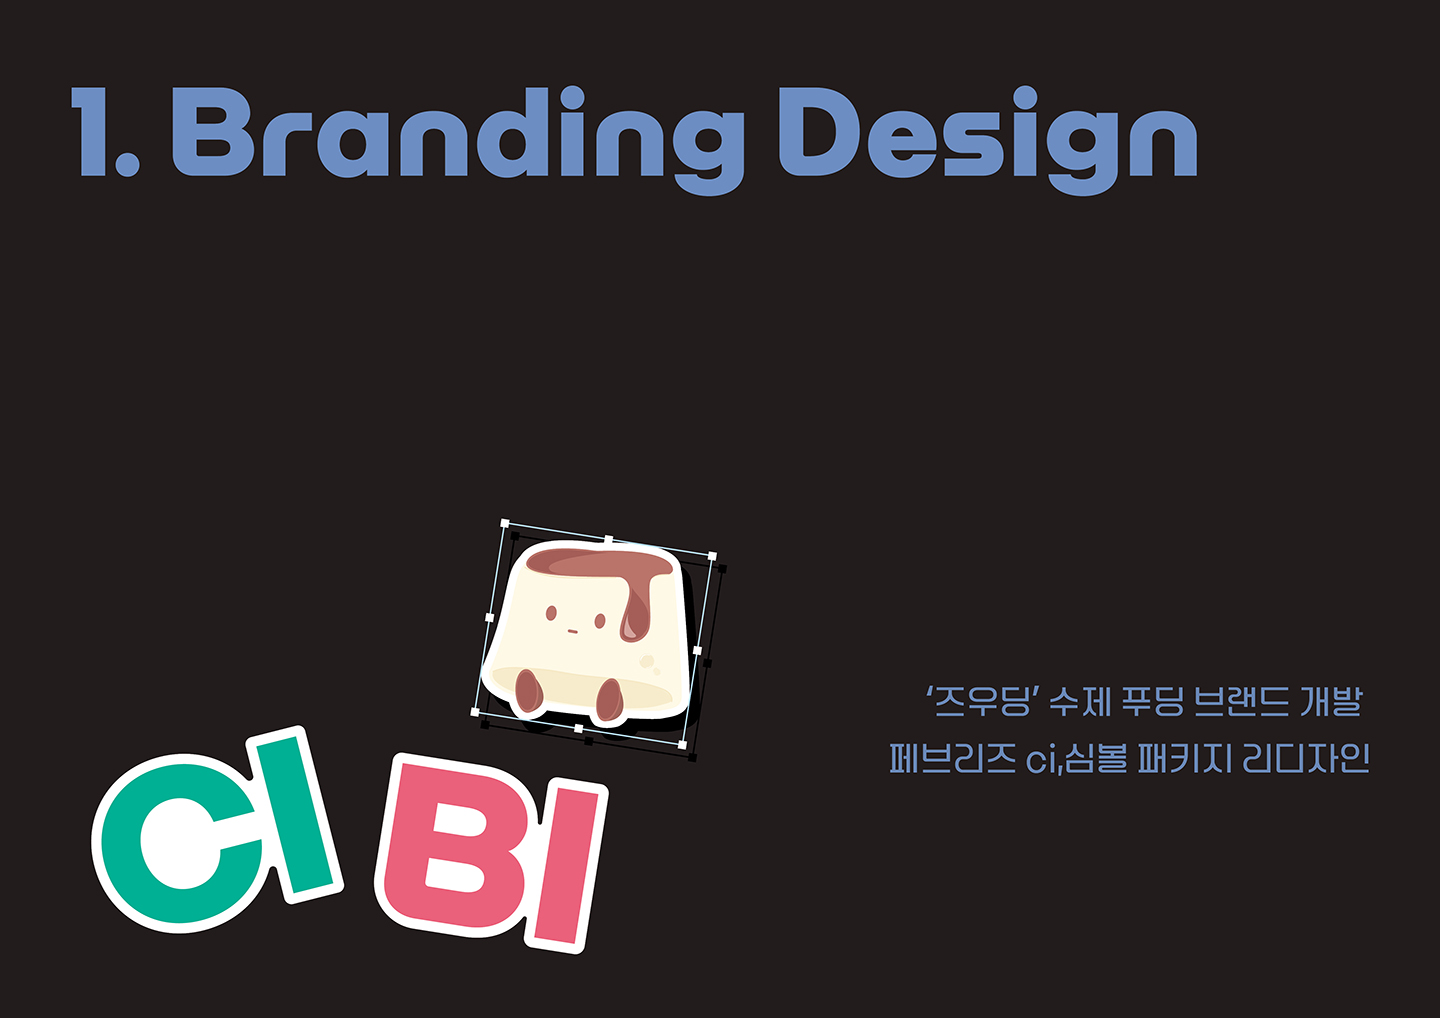 1. Branding Design
CI
BI
‘즈우딩’ 수제 푸딩 브랜드 개발
페브리즈 ci,심볼 패키지 리디자인